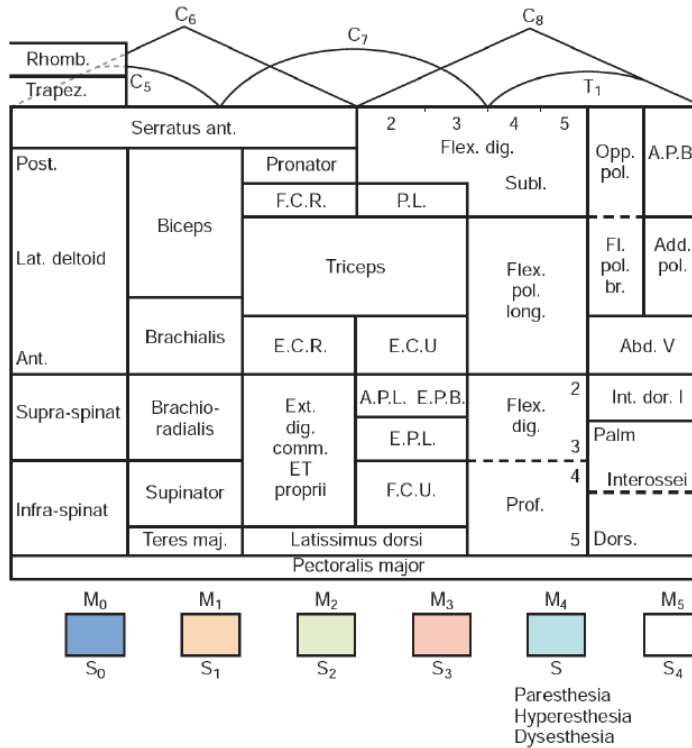 C6
C7
C8
Rhomb.
Trapez.
C5
T1
Serratus ant.
2 3 4 5
Flex. dig.
Subl.
Opp. pol.
A.P.B
Post.
Lat. deltoid
Ant.
Biceps
Pronator
F.C.R.
P.L.
Triceps
Flex. pol. long.
Fl. pol. br.
Add. pol.
Brachialis
E.C.R.
E.C.U
Abd. V
Supra-spinat
Brachio-
radialis
Ext. dig. comm. ET proprii
A.P.L. E.P.B.
E.P.L.
Flex. dig.
2
3
Int. dor. I
Palm
Interossei
Infra-spinat
Supinator
F.C.U.
4
Prof.
5
Dors.
Teres maj.
Latissimus dorsi
Pectoralis major
M0 M1 M2 M3 M4 M5
S0 S1 S2 S3 S S4
Paresthesia
Hyperesthesia
Dysesthesia